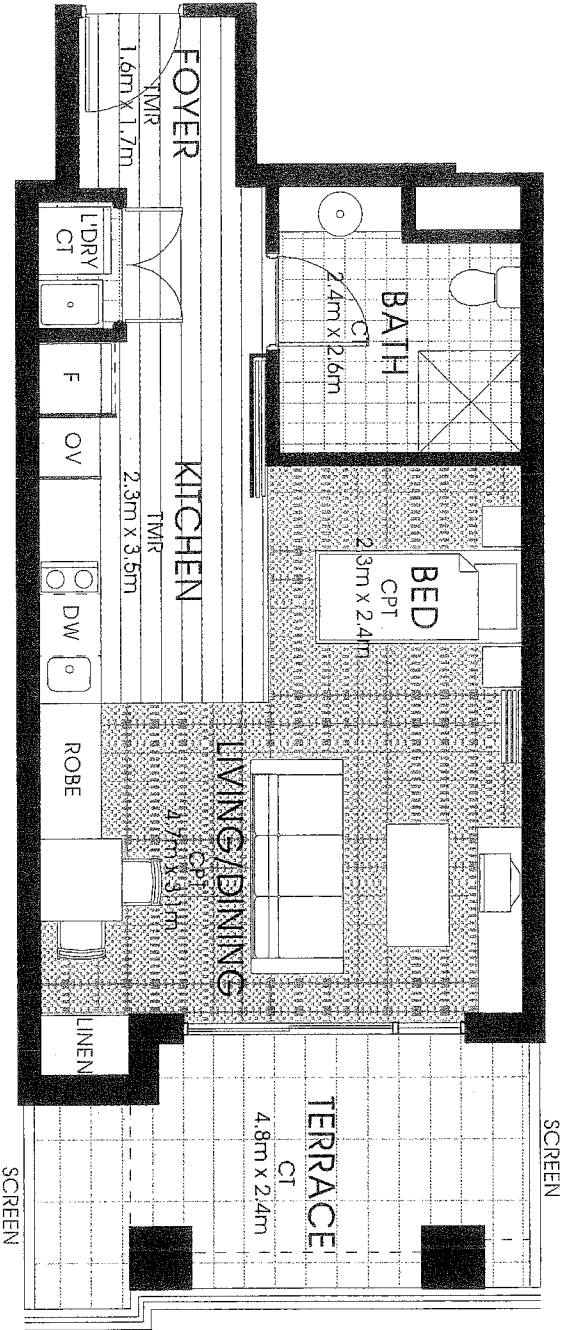 FOYER
TMR
1.6m x 1.7m
L'DRY
CT
BATH
CT
2.4m x 2.6m
F
OV
KITCHEN
TMR
2.3m x 3.5m
DW
BED
CPT
2.3m x 2.4m
ROBE
LIVING/DINING
CPT
4.7m x 3.1m
LINEN
TERRACE
CT
4.8m x 2.4m
SCREEN
SCREEN